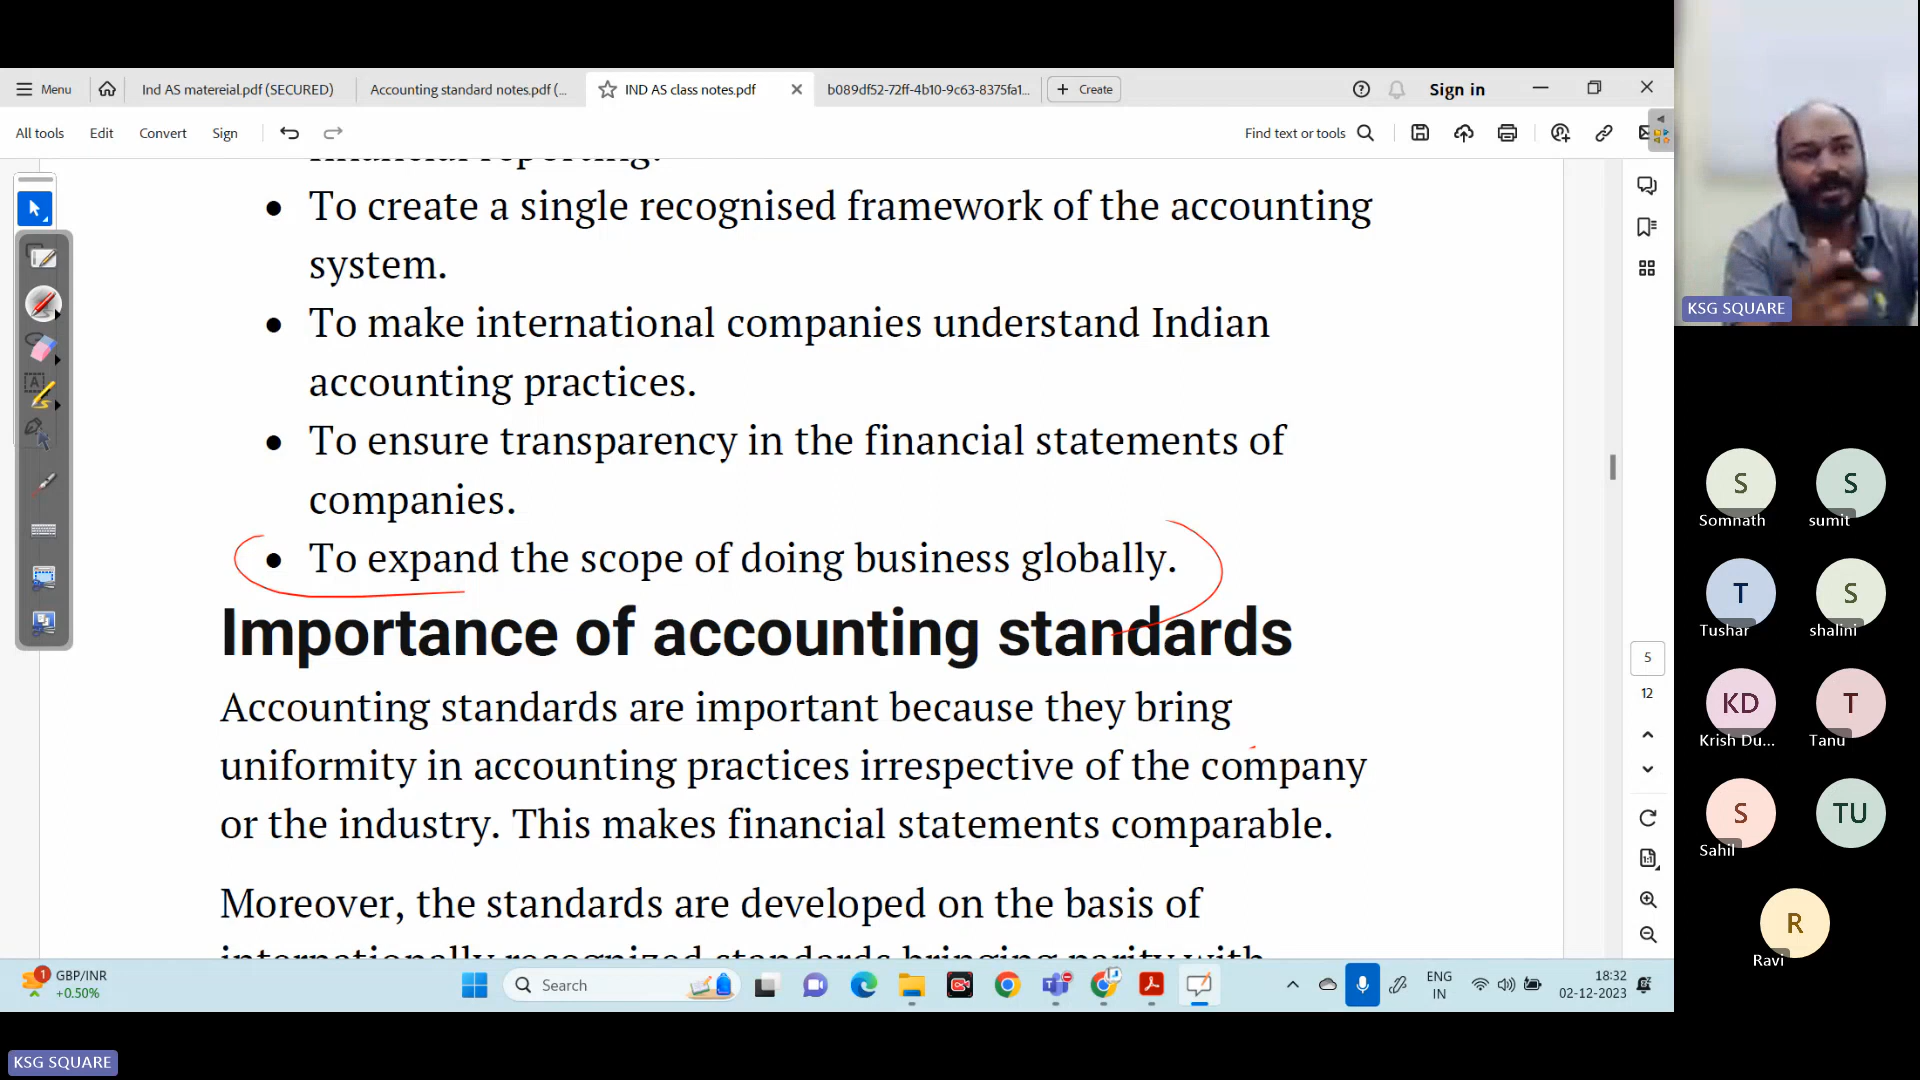 Menu
Ind AS matereial.pdf (SECURED)
Accounting standard notes.pdf (...
IND AS class notes.pdf
b089df52-72ff-4b10-9c63-8375fa1...
Create
Sign in
All tools
Edit
Convert
Sign
Find text or tools
To create a single recognised framework of the accounting
system.
To make international companies understand Indian
accounting practices.
To ensure transparency in the financial statements of
companies.
To expand the scope of doing business globally.
Importance of accounting standards
Accounting standards are important because they bring
uniformity in accounting practices irrespective of the company
or the industry. This makes financial statements comparable.
Moreover, the standards are developed on the basis of
internationally recognized standards bringing parity with
5
12
1:1
KSG SQUARE
S
Somnath
S
sumit
T
Tushar
S
shalini
KD
Krish Du...
T
Tanu
S
Sahil
TU
R
Ravi
1
GBP/INR
+0.50%
Search
ENG
IN
18:32
02-12-2023
KSG SQUARE